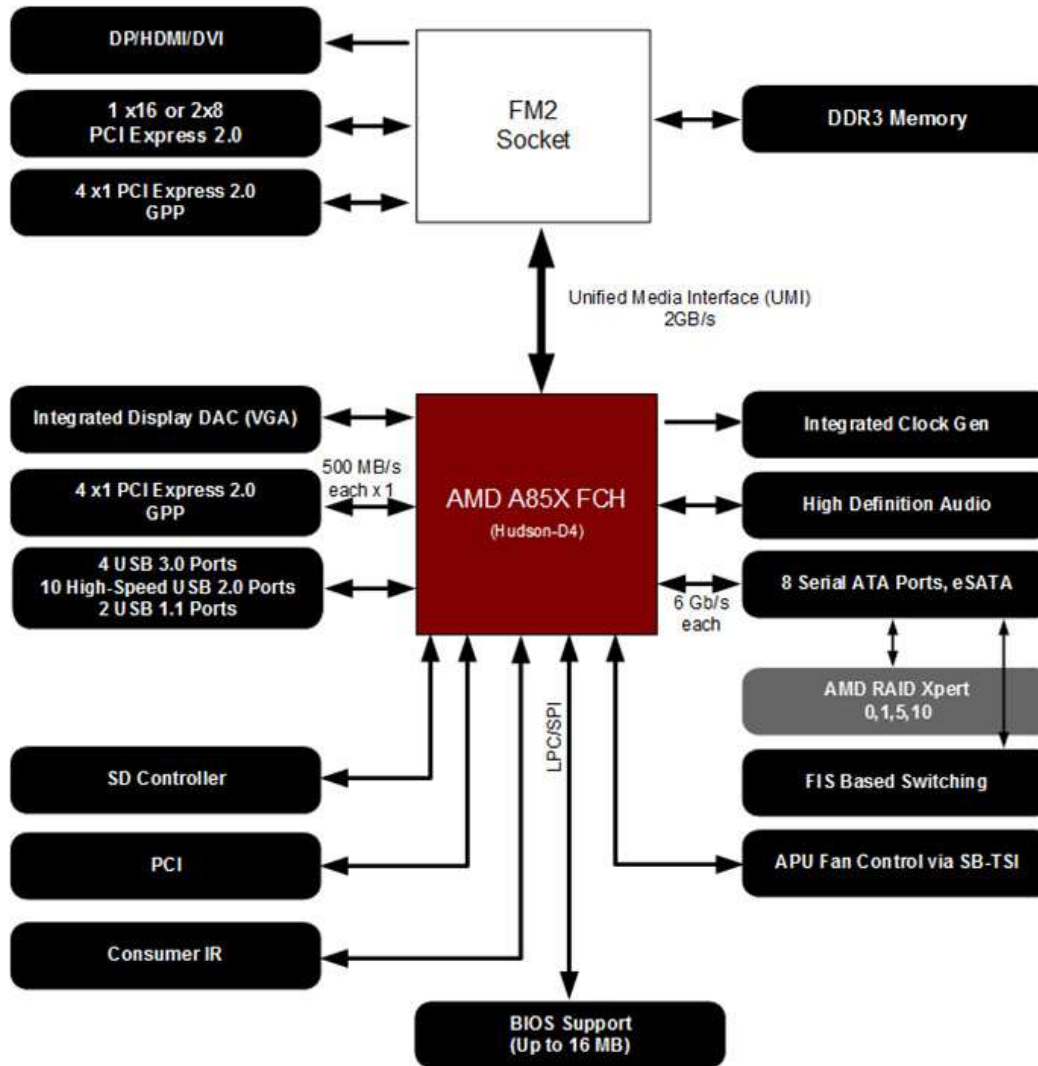 DP/HDMI/DVI
1 x16 or 2x8
PCI Express 2.0
4 x1 PCI Express 2.0
GPP
FM2
Socket
DDR3 Memory
Unified Media Interface (UMI)
2GB/s
Integrated Display DAC (VGA)
500 MB/s
each x 1
4 x1 PCI Express 2.0
GPP
4 USB 3.0 Ports
10 High-Speed USB 2.0 Ports
2 USB 1.1 Ports
AMD A85X FCH
(Hudson-D4)
Integrated Clock Gen
High Definition Audio
8 Serial ATA Ports, eSATA
6 Gb/s
each
AMD RAID Xpert
0,1,5,10
FIS Based Switching
APU Fan Control via SB-TSI
LPC/SPI
SD Controller
PCI
Consumer IR
BIOS Support
(Up to 16 MB)